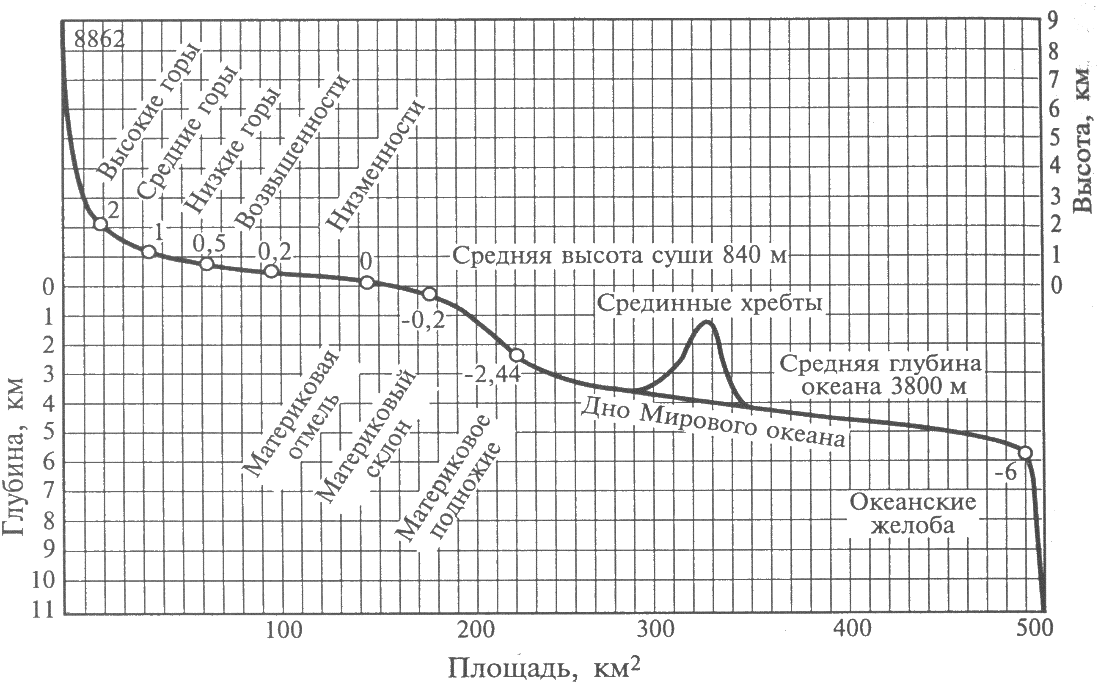 8862
Высокие горы
Средние горы
Низкие горы
Возвышенности
Низменности
9
8
7
6
5
4
3
2
1
0
Высота, км
2
1
0,5
0,2
0
-0,2
-2,44
-6
Средняя высота суши 840 м
Срединные хребты
Средняя глубина
океана 3800 м
Дно Мирового океана
Океанские
желоба
Материковая
отмель
Материковый
склон
Материковое
подножие
0
1
2
3
4
5
6
7
8
9
10
11
Глубина, км
100
200
300
400
500
Площадь, км²